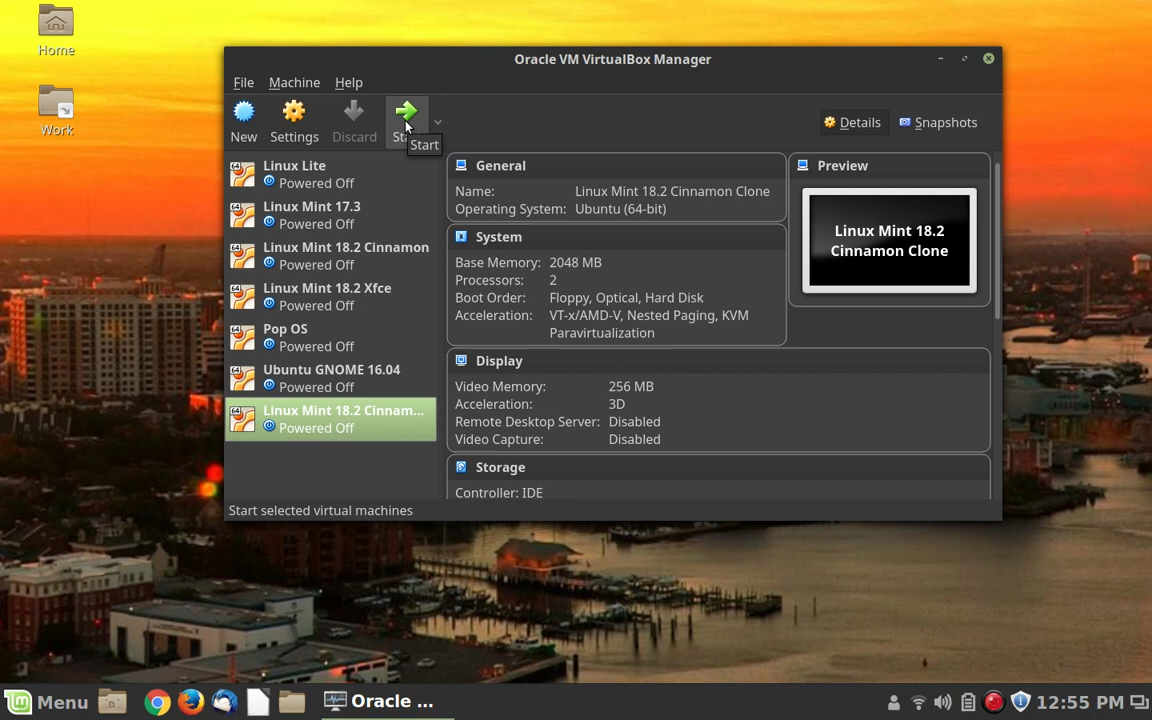 Home
Work
Oracle VM VirtualBox Manager
File Machine Help
New Settings Discard
Start
Details Snapshots
Linux Lite
Powered Off
Linux Mint 17.3
Powered Off
Linux Mint 18.2 Cinnamon
Powered Off
Linux Mint 18.2 Xfce
Powered Off
Pop OS
Powered Off
Ubuntu GNOME 16.04
Powered Off
Linux Mint 18.2 Cinnam...
Powered Off
General
Name: Linux Mint 18.2 Cinnamon Clone
Operating System: Ubuntu (64-bit)
System
Base Memory: 2048 MB
Processors: 2
Boot Order: Floppy, Optical, Hard Disk
Acceleration: VT-x/AMD-V, Nested Paging, KVM
Paravirtualization
Display
Video Memory: 256 MB
Acceleration: 3D
Remote Desktop Server: Disabled
Video Capture: Disabled
Storage
Controller: IDE
Preview
Linux Mint 18.2
Cinnamon Clone
Start selected virtual machines
Menu
Oracle ...
12:55 PM